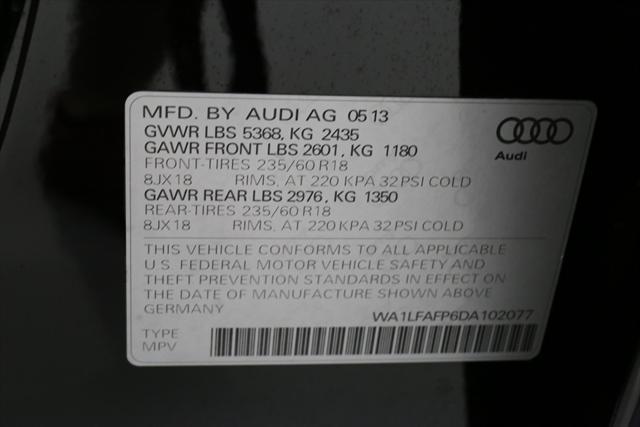 MFD. BY AUDI AG 05 13
GVWR LBS 5368, KG 2435
GAWR FRONT LBS 2601, KG 1180
FRONT-TIRES 235/60 R18
8JX18 RIMS, AT 220 KPA 32 PSI COLD
GAWR REAR LBS 2976, KG 1350
REAR-TIRES 235/60 R18
8JX18 RIMS, AT 220 KPA 32 PSI COLD
Audi
THIS VEHICLE CONFORMS TO ALL APPLICABLE
U.S. FEDERAL MOTOR VEHICLE SAFETY AND
THEFT PREVENTION STANDARDS IN EFFECT ON
THE DATE OF MANUFACTURE SHOWN ABOVE
GERMANY
WA1LFAFP6DA102077
TYPE
MPV